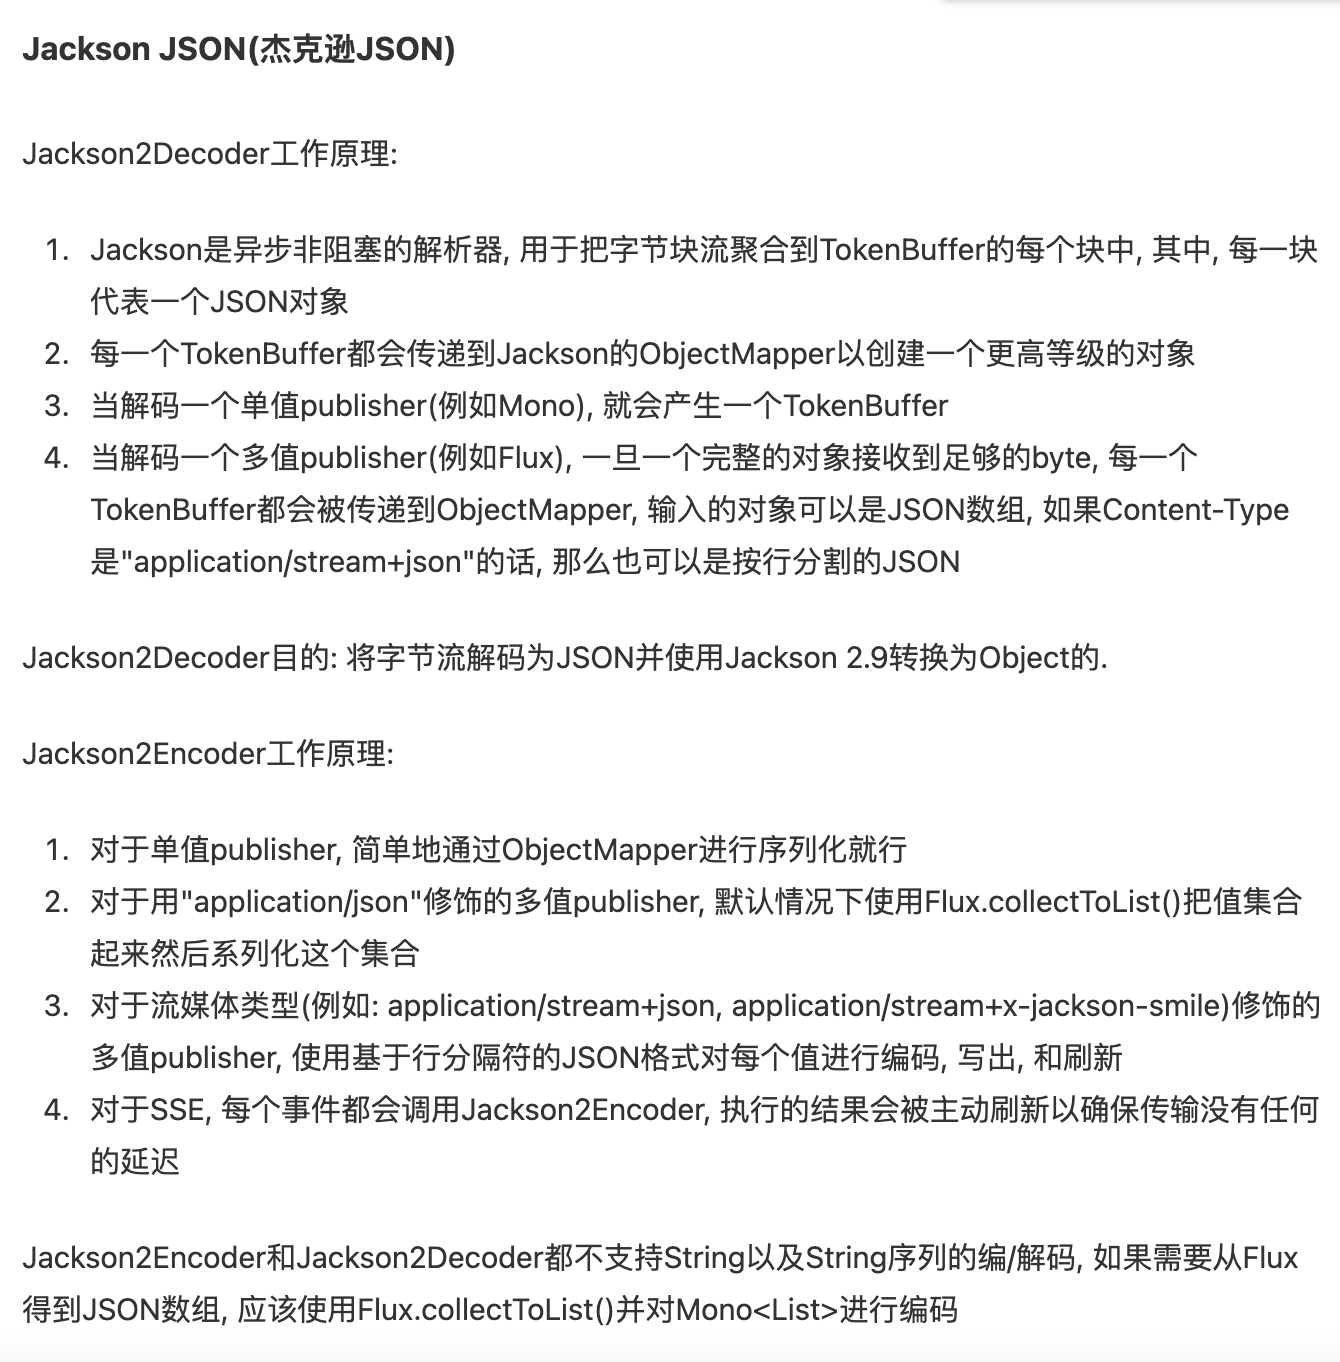 Jackson JSON(杰克逊JSON)
Jackson2Decoder工作原理:
1. Jackson是异步非阻塞的解析器, 用于把字节块流聚合到TokenBuffer的每个块中, 其中, 每一块
代表一个JSON对象
2. 每一个TokenBuffer都会传递到Jackson的ObjectMapper以创建一个更高等级的对象
3. 当解码一个单值publisher(例如Mono), 就会产生一个TokenBuffer
4. 当解码一个多值publisher(例如Flux), 一旦一个完整的对象接收到足够的byte, 每一个
TokenBuffer都会被传递到ObjectMapper, 输入的对象可以是JSON数组, 如果Content-Type
是"application/stream+json"的话, 那么也可以是按行分割的JSON
Jackson2Decoder目的: 将字节流解码为JSON并使用Jackson 2.9转换为Object的.
Jackson2Encoder工作原理:
1. 对于单值publisher, 简单地通过ObjectMapper进行序列化就行
2. 对于用"application/json"修饰的多值publisher, 默认情况下使用Flux.collectToList()把值集合
起来然后系列化这个集合
3. 对于流媒体类型(例如: application/stream+json, application/stream+x-jackson-smile)修饰的
多值publisher, 使用基于行分隔符的JSON格式对每个值进行编码, 写出, 和刷新
4. 对于SSE, 每个事件都会调用Jackson2Encoder, 执行的结果会被主动刷新以确保传输没有任何
的延迟
Jackson2Encoder和Jackson2Decoder都不支持String以及String序列的编/解码, 如果需要从Flux
得到JSON数组, 应该使用Flux.collectToList()并对Mono<List>进行编码